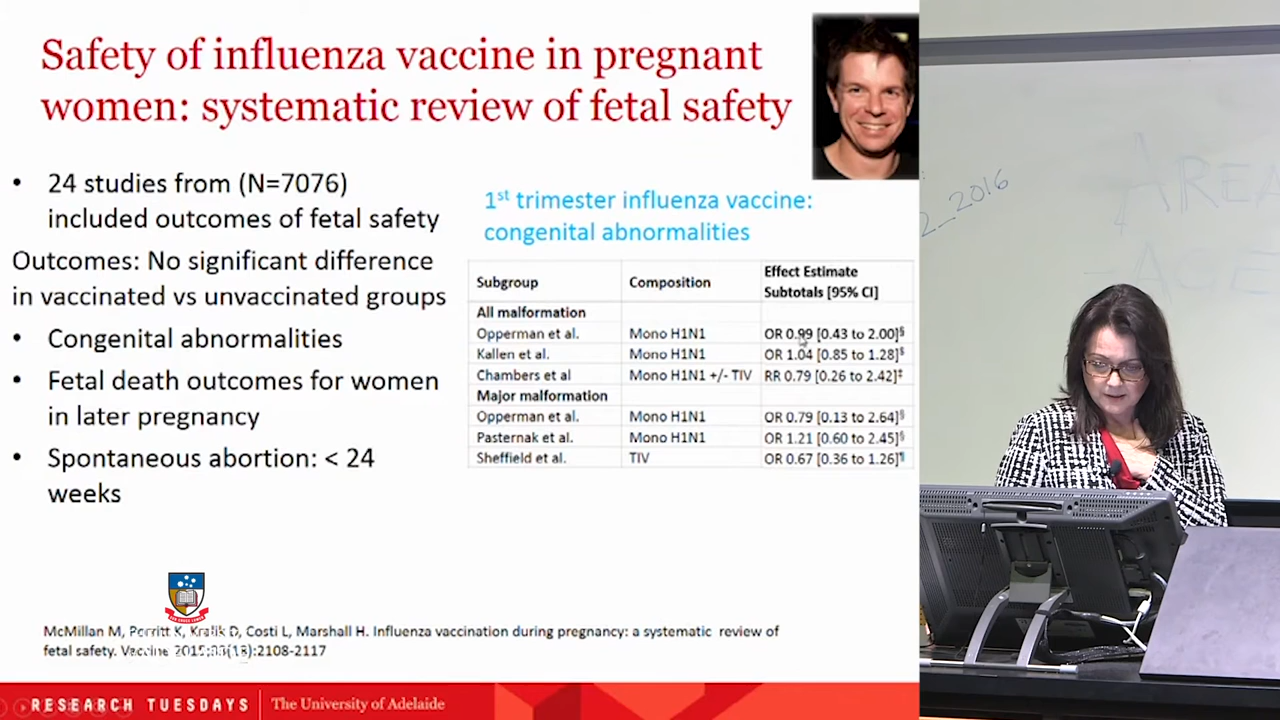 Safety of influenza vaccine in pregnant
women: systematic review of fetal safety
• 24 studies from (N=7076)
included outcomes of fetal safety
Outcomes: No significant difference
in vaccinated vs unvaccinated groups
• Congenital abnormalities
• Fetal death outcomes for women
in later pregnancy
• Spontaneous abortion: < 24
weeks
1st trimester influenza vaccine:
congenital abnormalities
Subgroup Composition Effect Estimate
Subtotals [95% CI]
All malformation
Opperman et al. Mono H1N1 OR 0.99 [0.43 to 2.00]§
Kallen et al. Mono H1N1 OR 1.04 [0.85 to 1.28]§
Chambers et al Mono H1N1 +/- TIV RR 0.79 [0.26 to 2.42]‡
Major malformation
Opperman et al. Mono H1N1 OR 0.79 [0.13 to 2.64]§
Pasternak et al. Mono H1N1 OR 1.21 [0.60 to 2.45]§
Sheffield et al. TIV OR 0.67 [0.36 to 1.26]¶
McMillan M, Porritt K, Kralik D, Costi L, Marshall H. Influenza vaccination during pregnancy: a systematic review of
fetal safety. Vaccine 2015;33(18):2108-2117
RESEARCH TUESDAYS The University of Adelaide
2_2016
AREA
-AGE